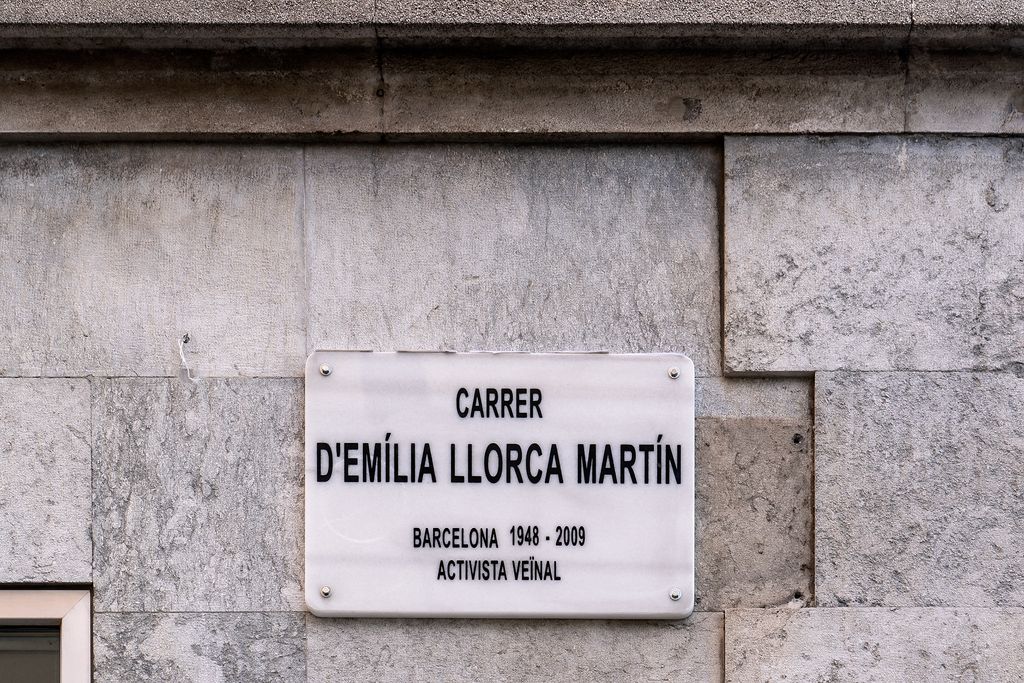 CARRER
D'EMÍLIA LLORCA MARTÍN
BARCELONA 1948 - 2009
ACTIVISTA VEÏNAL